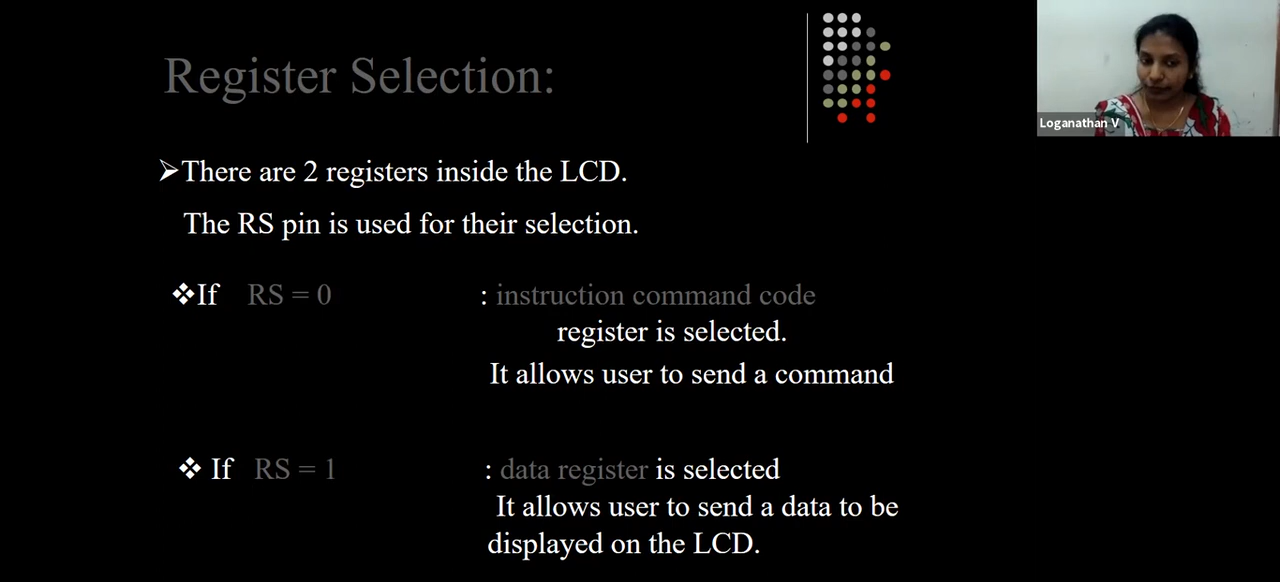 Register Selection:
Loganathan V
➢There are 2 registers inside the LCD.
The RS pin is used for their selection.
❖If RS = 0 : instruction command code
register is selected.
It allows user to send a command
❖ If RS = 1 : data register is selected
It allows user to send a data to be
displayed on the LCD.